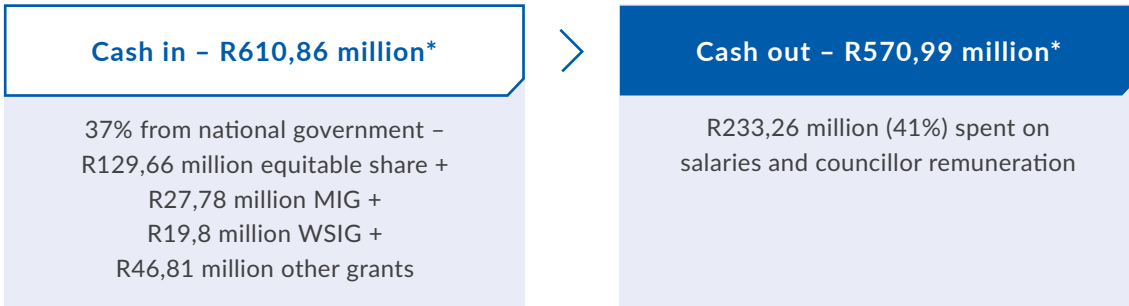 Cash in – R610,86 million*
37% from national government –
R129,66 million equitable share +
R27,78 million MIG +
R19,8 million WSIG +
R46,81 million other grants
Cash out – R570,99 million*
R233,26 million (41%) spent on
salaries and councillor remuneration